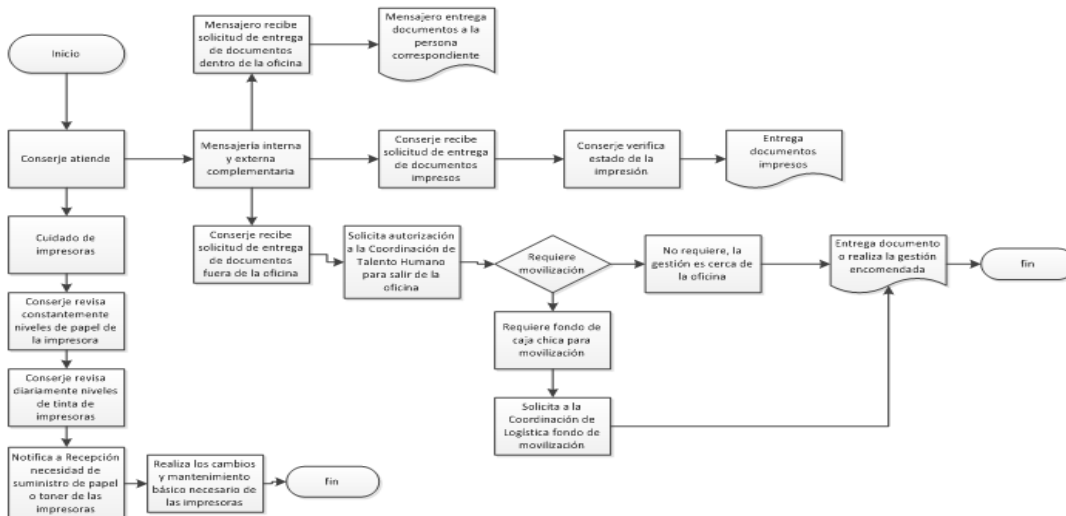 Inicio
Mensajero recibe
solicitud de entrega
de documentos
dentro de la oficina
Mensajero entrega
documentos a la
persona
correspondiente
Conserje atiende
Mensajería interna
y externa
complementaria
Conserje recibe
solicitud de entrega
de documentos
impresos
Conserje verifica
estado de la
impresión
Entrega
documentos
impresos
Cuidado de
impresoras
Conserje recibe
solicitud de entrega
de documentos
fuera de la oficina
Solicita autorización
a la Coordinación de
Talento Humano
para salir de la
oficina
Requiere
movilización
No requiere, la
gestión es cerca de
la oficina
Entrega documento
o realiza la gestión
encomendada
fin
Conserje revisa
constantemente
niveles de papel de
la impresora
Requiere fondo de
caja chica para
movilización
Conserje revisa
diariamente niveles
de tinta de
impresoras
Solicita a la
Coordinación de
Logística fondo de
movilización
Notifica a Recepción
necesidad de
suministro de papel
o toner de las
impresoras
Realiza los cambios
y mantenimiento
básico necesario de
las impresoras
fin